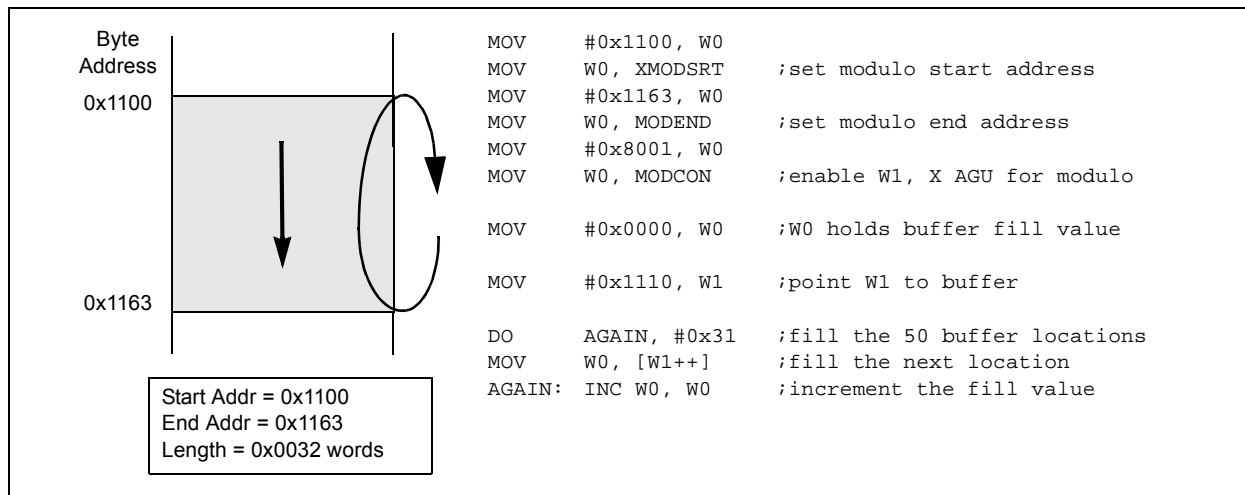 Byte
Address
0x1100
0x1163
Start Addr = 0x1100
End Addr = 0x1163
Length = 0x0032 words
MOV #0x1100, W0
MOV W0, XMODSRT ;set modulo start address
MOV #0x1163, W0
MOV W0, MODEND ;set modulo end address
MOV #0x8001, W0
MOV W0, MODCON ;enable W1, X AGU for modulo
MOV #0x0000, W0 ;W0 holds buffer fill value
MOV #0x1110, W1 ;point W1 to buffer
DO AGAIN, #0x31 ;fill the 50 buffer locations
MOV W0, [W1++] ;fill the next location
AGAIN: INC W0, W0 ;increment the fill value